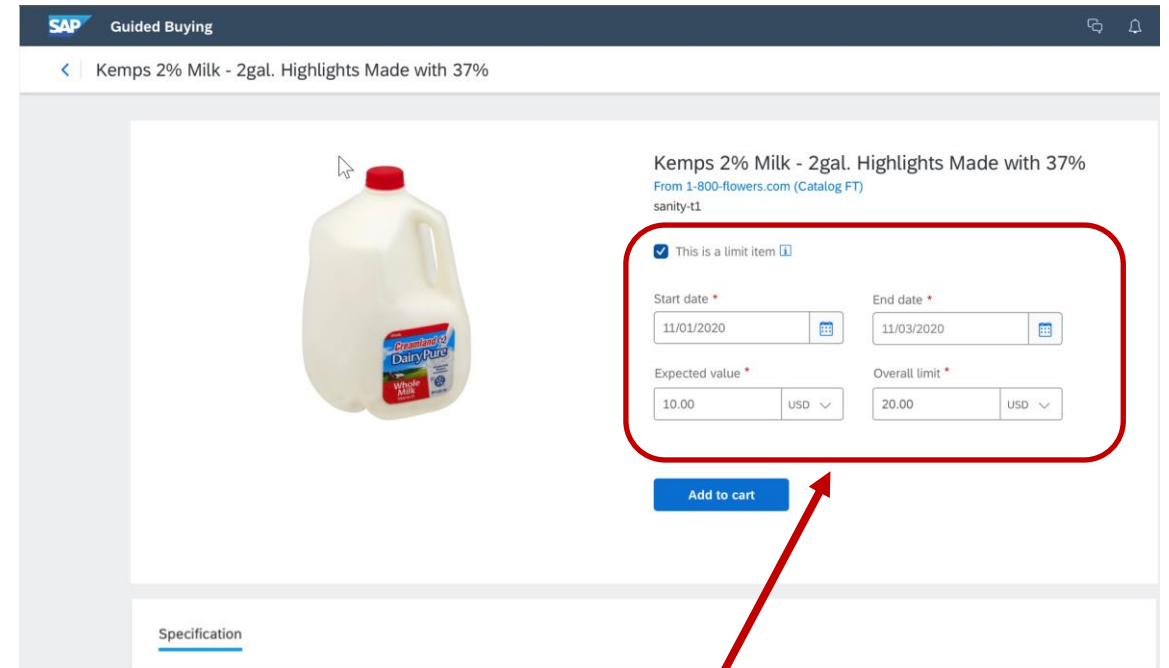 SAP Guided Buying
Kemps 2% Milk - 2gal. Highlights Made with 37%
Kemps 2% Milk - 2gal. Highlights Made with 37%
From 1-800-flowers.com (Catalog FT)
sanity-t1
This is a limit item
Start date *
End date *
11/01/2020
11/03/2020
Expected value *
Overall limit *
10.00 USD
20.00 USD
Add to cart
Creamland
DairyPure
Whole
Milk
Specification